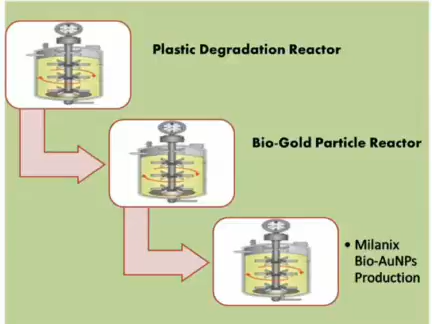 Plastic Degradation Reactor
Bio-Gold Particle Reactor
• Milanix
Bio-AuNPs
Production